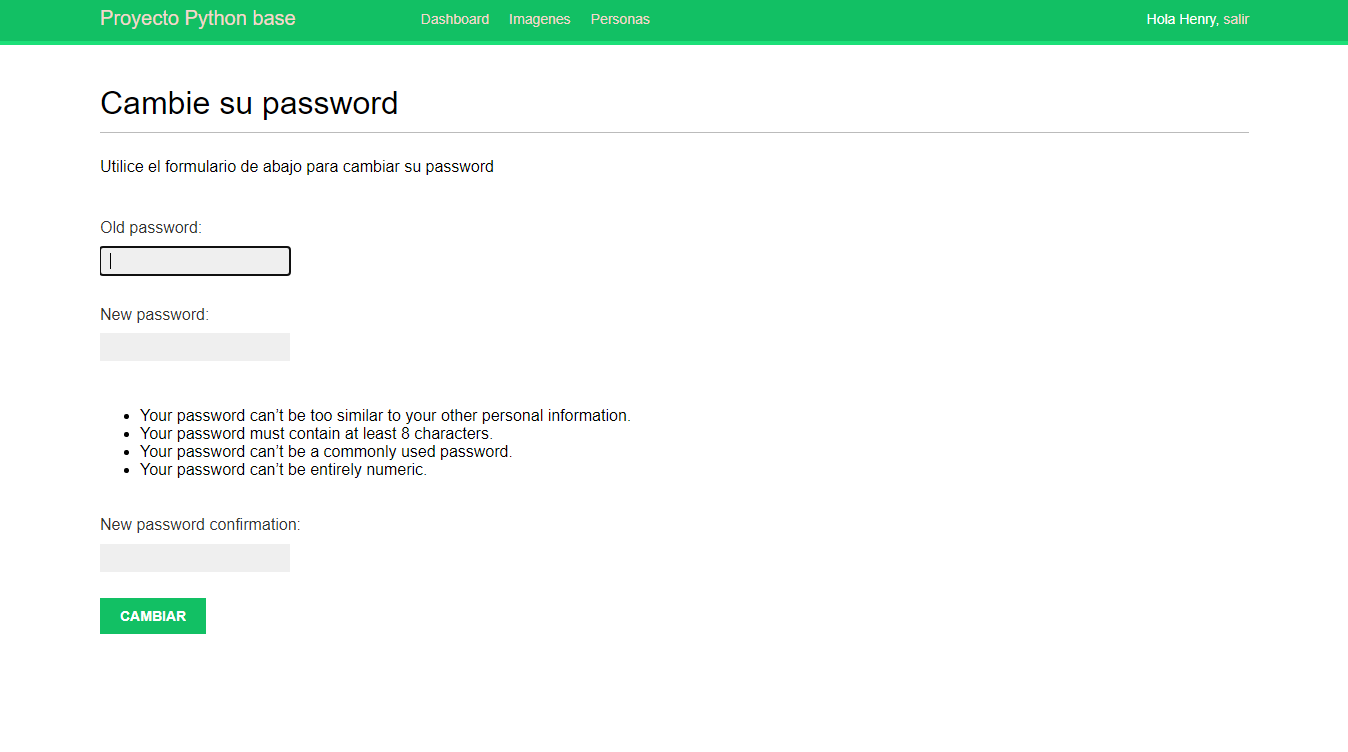 Proyecto Python base Dashboard Imagenes Personas Hola Henry, salir
Cambie su password
Utilice el formulario de abajo para cambiar su password
Old password:
New password:
Your password can’t be too similar to your other personal information.
Your password must contain at least 8 characters.
Your password can’t be a commonly used password.
Your password can’t be entirely numeric.
New password confirmation:
CAMBIAR